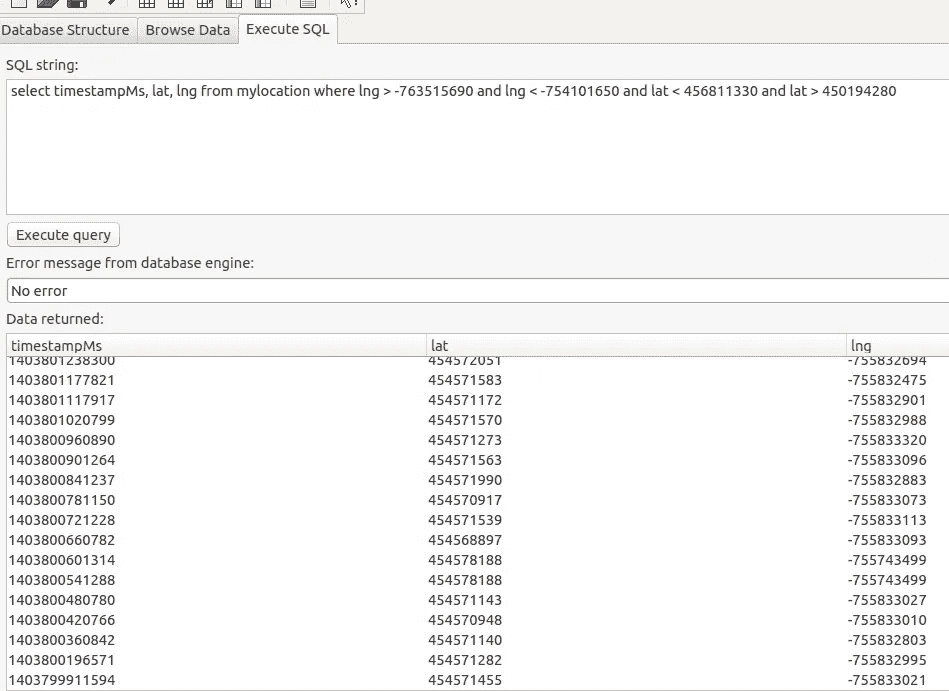 Database Structure Browse Data Execute SQL
SQL string:
select timestampMs, lat, lng from mylocation where lng > -763515690 and lng < -754101650 and lat < 456811330 and lat > 450194280
Execute query
Error message from database engine:
No error
Data returned:
timestampMs lat lng
1403801238300 454572051 -755832694
1403801177821 454571583 -755832475
1403801117917 454571172 -755832901
1403801020799 454571570 -755832988
1403800960890 454571273 -755833320
1403800901264 454571563 -755833096
1403800841237 454571990 -755832883
1403800781150 454570917 -755833073
1403800721228 454571539 -755833113
1403800660782 454568897 -755833093
1403800601314 454578188 -755743499
1403800541288 454578188 -755743499
1403800480780 454571143 -755833027
1403800420766 454570948 -755833010
1403800360842 454571140 -755832803
1403800196571 454571282 -755832995
1403799911594 454571455 -755833021